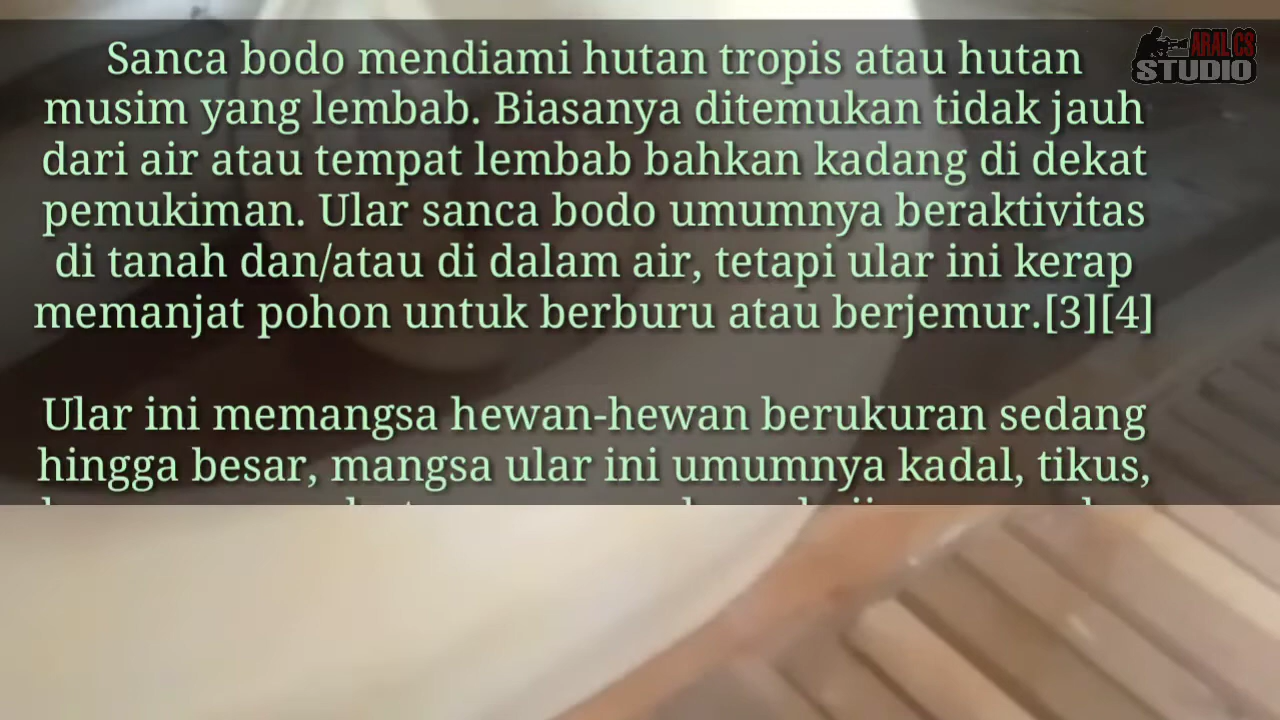 ARAL CS
STUDIO
Sanca bodo mendiami hutan tropis atau hutan
musim yang lembab. Biasanya ditemukan tidak jauh
dari air atau tempat lembab bahkan kadang di dekat
pemukiman. Ular sanca bodo umumnya beraktivitas
di tanah dan/atau di dalam air, tetapi ular ini kerap
memanjat pohon untuk berburu atau berjemur.[3][4]
Ular ini memangsa hewan-hewan berukuran sedang
hingga besar, mangsa ular ini umumnya kadal, tikus,